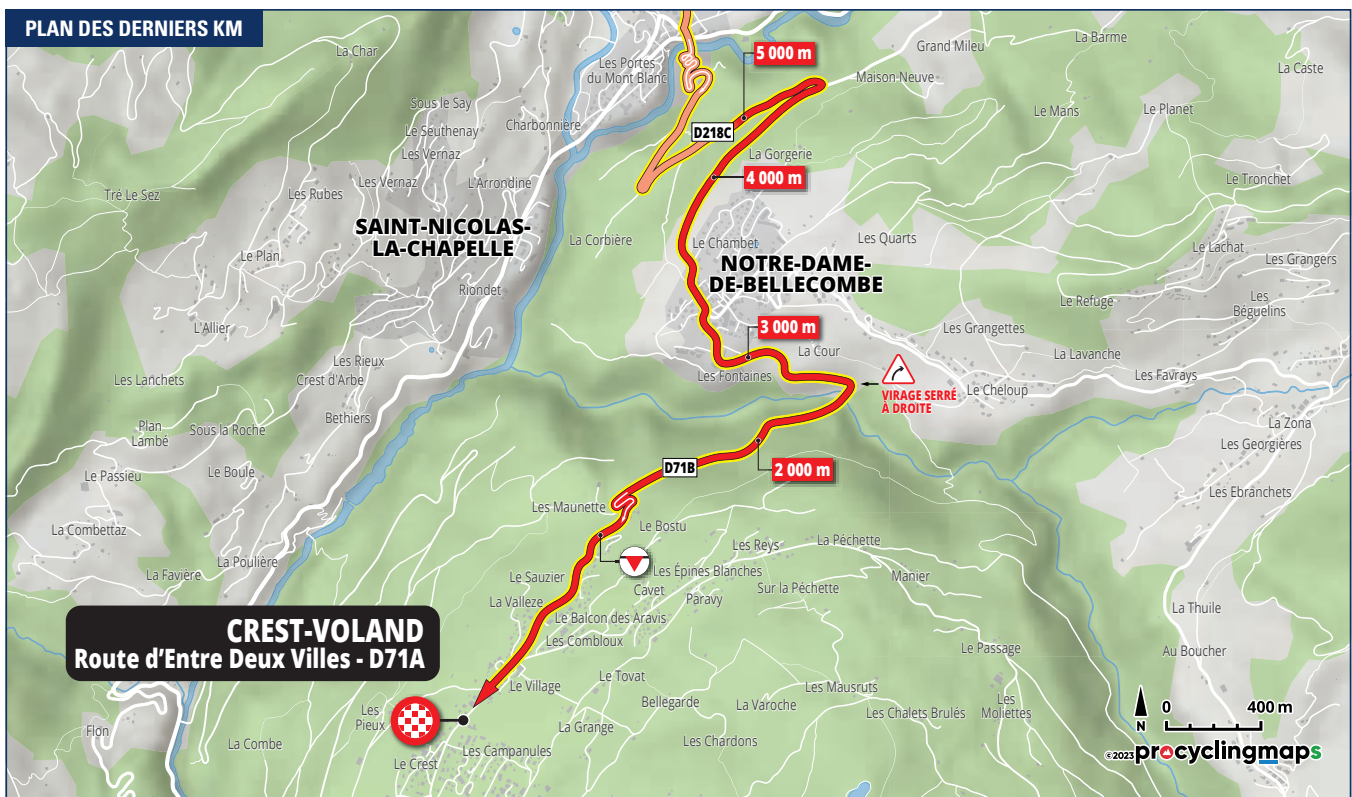 PLAN DES DERNIERS KM
La Char
Les Portes
du Mont Blanc
5 000 m
Grand Mileu
La Barme
La Caste
Maison-Neuve
Sous le Say
Le Seuthenay
Charbonnière
Les Vernaz
D218C
Le Mans
Le Planet
La Gorgerie
4 000 m
Tré Le Sez
Les Rubes
Les Vernaz
L'Arrondine
Le Tronchet
SAINT-NICOLAS-
LA-CHAPELLE
La Corbière
Le Chambet
Les Quarts
Le Lachat
Les Grangers
Le Plan
NOTRE-DAME-
DE-BELLECOMBE
Riondet
Le Refuge
Les
Béguelins
L'Allier
3 000 m
Les Grangettes
Les Rieux
La Cour
La Lavanche
Les Lanchets
Crest d'Arbe
Les Fontaines
Les Favrays
VIRAGE SERRÉ
À DROITE
Le Cheloup
Bethiers
Plan
Lambé
Sous la Roche
La Zona
Les Georgières
Le Passieu
Le Boule
D71B
2 000 m
Les Ebranchets
Les Maunette
La Combettaz
Le Bostu
La Poulière
Les Reys
La Péchette
La Favière
Le Sauzier
Les Épines Blanches
Manier
Cavet
Sur la Péchette
La Valleze
Paravy
La Thuile
Le Balcon des Aravis
CREST-VOLAND
Route d'Entre Deux Villes - D71A
Les Combloux
Le Passage
Au Boucher
Le Village
Le Tovat
Les Mausruts
Bellegarde
La Varoche
Les
Moliettes
Les
Pieux
Les Chalets Brulés
0 400 m
N
Flon
La Combe
La Grange
Les Chardons
Les Campanules
Le Crest
©2023 procyclingmaps